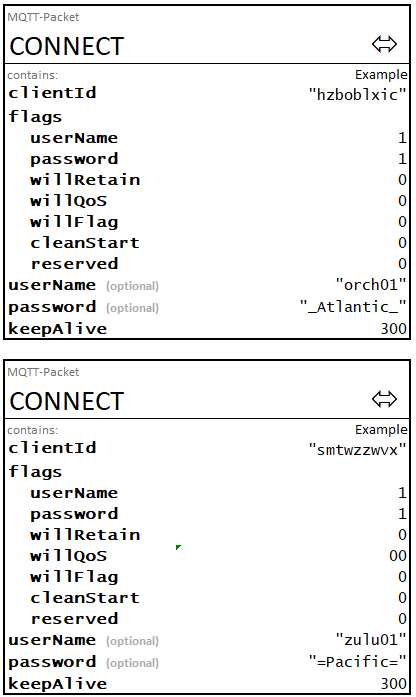 MQTT-Packet
CONNECT ⇔
contains: Example
clientId "hzboblxic"
flags
userName 1
password 1
willRetain 0
willQoS 0
willFlag 0
cleanStart 0
reserved 0
userName (optional) "orch01"
password (optional) "_Atlantic_"
keepAlive 300
MQTT-Packet
CONNECT ⇔
contains: Example
clientId "smtwzzwvx"
flags
userName 1
password 1
willRetain 0
willQoS 00
willFlag 0
cleanStart 0
reserved 0
userName (optional) "zulu01"
password (optional) "=Pacific="
keepAlive 300